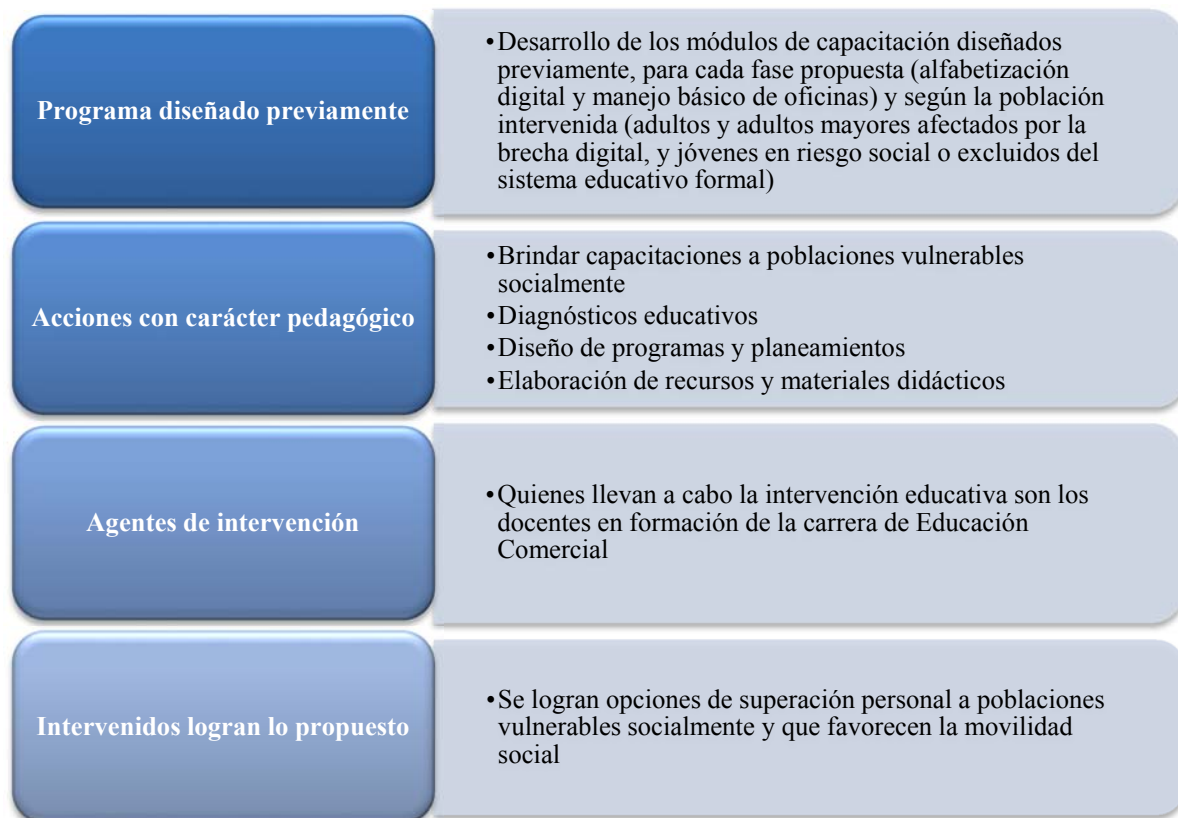 Programa diseñado previamente
•Desarrollo de los módulos de capacitación diseñados
previamente, para cada fase propuesta (alfabetización
digital y manejo básico de oficinas) y según la población
intervenida (adultos y adultos mayores afectados por la
brecha digital, y jóvenes en riesgo social o excluidos del
sistema educativo formal)
Acciones con carácter pedagógico
•Brindar capacitaciones a poblaciones vulnerables
socialmente
•Diagnósticos educativos
•Diseño de programas y planeamientos
•Elaboración de recursos y materiales didácticos
Agentes de intervención
•Quienes llevan a cabo la intervención educativa son los
docentes en formación de la carrera de Educación
Comercial
Intervenidos logran lo propuesto
•Se logran opciones de superación personal a poblaciones
vulnerables socialmente y que favorecen la movilidad
social